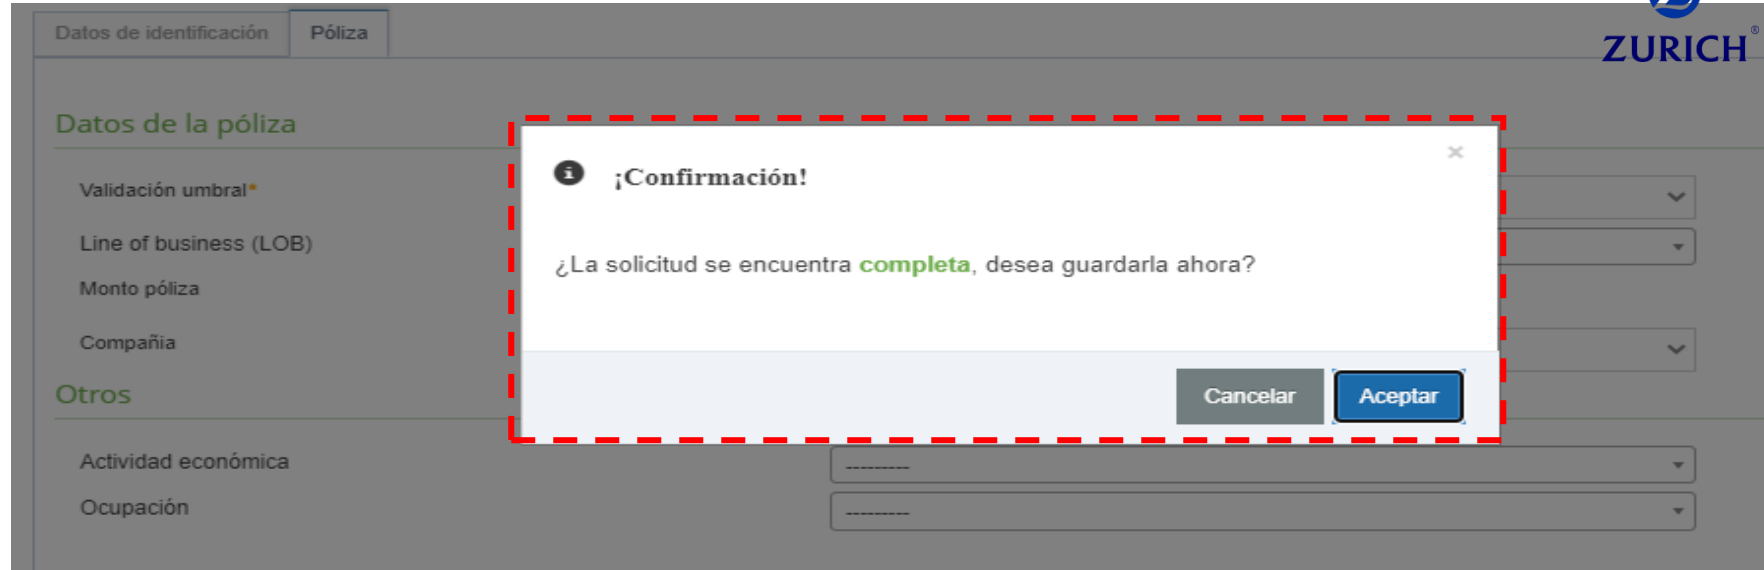 Datos de identificación
Póliza
ZURICH®
Datos de la póliza
¡Confirmación!
×
Validación umbral*
Line of business (LOB)
¿La solicitud se encuentra completa, desea guardarla ahora?
Monto póliza
Compañia
Otros
Cancelar
Aceptar
Actividad económica
---------
Ocupación
---------